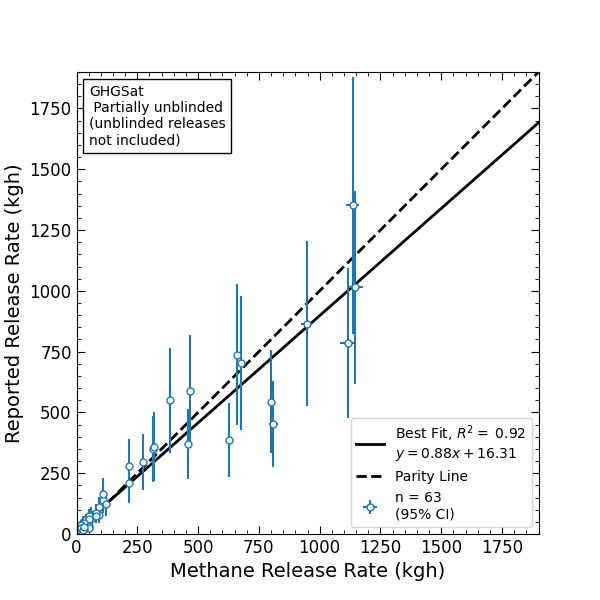 GHGSat
Partially unblinded
(unblinded releases
not included)
Reported Release Rate (kgh)
1750
1500
1250
1000
750
500
250
0
0 250 500 750 1000 1250 1500 1750
Methane Release Rate (kgh)
Best Fit, R² = 0.92
y = 0.88x + 16.31
Parity Line
n = 63
(95% CI)